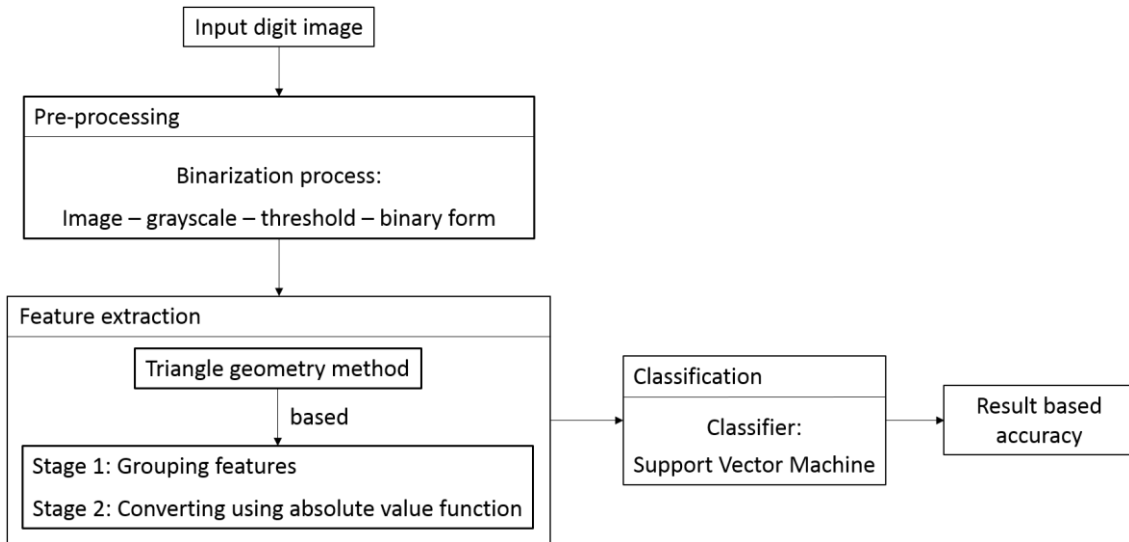 Input digit image
Pre-processing
Binarization process:
Image – grayscale – threshold – binary form
Feature extraction
Triangle geometry method
based
Stage 1: Grouping features
Stage 2: Converting using absolute value function
Classification
Classifier:
Support Vector Machine
Result based
accuracy